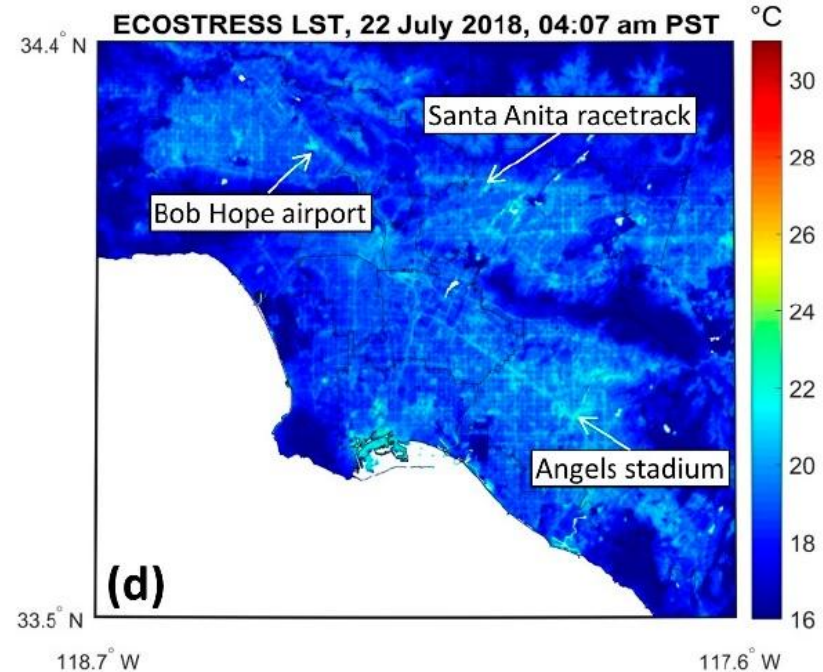 ECOSTRESS LST, 22 July 2018, 04:07 am PST
°C
34.4° N
30
28
26
24
22
20
18
16
Santa Anita racetrack
Bob Hope airport
Angels stadium
(d)
33.5° N
118.7° W
117.6° W